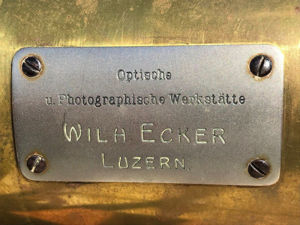 Optische
u. Photographische Werkstätte
WILH ECKER
LUZERN